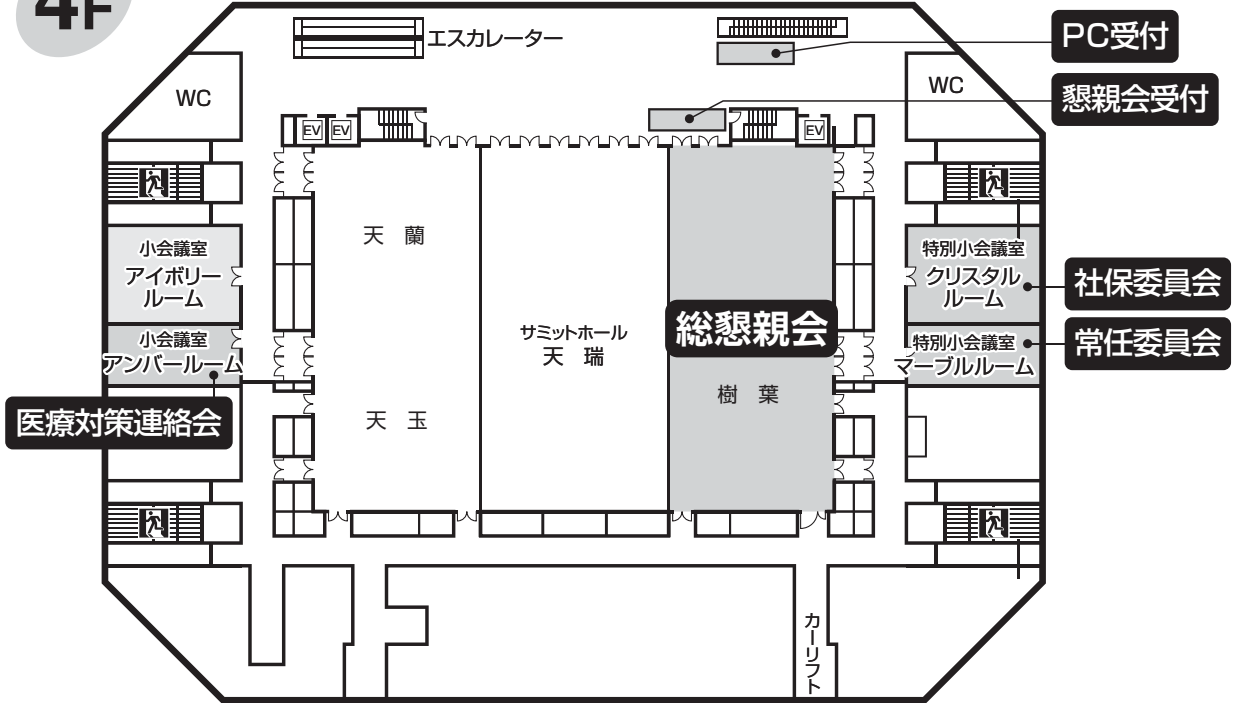 4F
エスカレーター
PC受付
WC
WC
懇親会受付
EV
EV
EV
天 蘭
小会議室
アイボリー
ルーム
特別小会議室
クリスタル
ルーム
社保委員会
サミットホール
天 瑞
総懇親会
小会議室
アンバールーム
特別小会議室
マーブルルーム
常任委員会
樹 葉
医療対策連絡会
天 玉
カーリフト